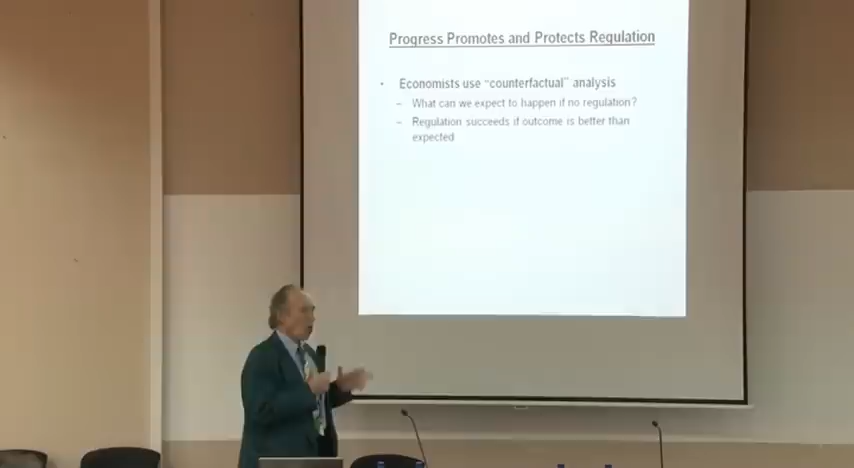 Progress Promotes and Protects Regulation
• Economists use "counterfactual" analysis
– What can we expect to happen if no regulation?
– Regulation succeeds if outcome is better than
expected